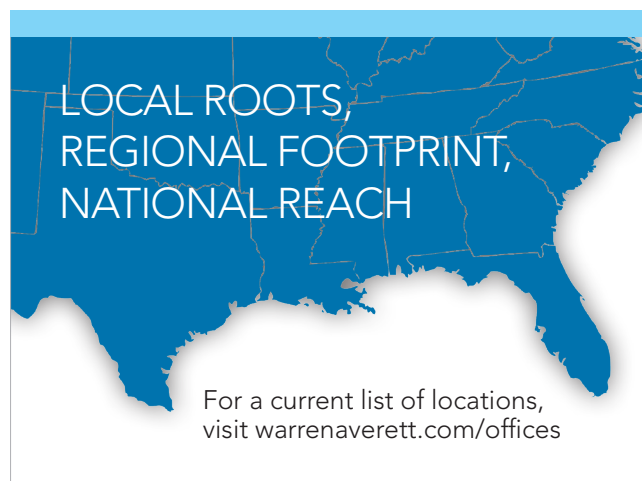 LOCAL ROOTS,
REGIONAL FOOTPRINT,
NATIONAL REACH
For a current list of locations,
visit warrenaverett.com/offices